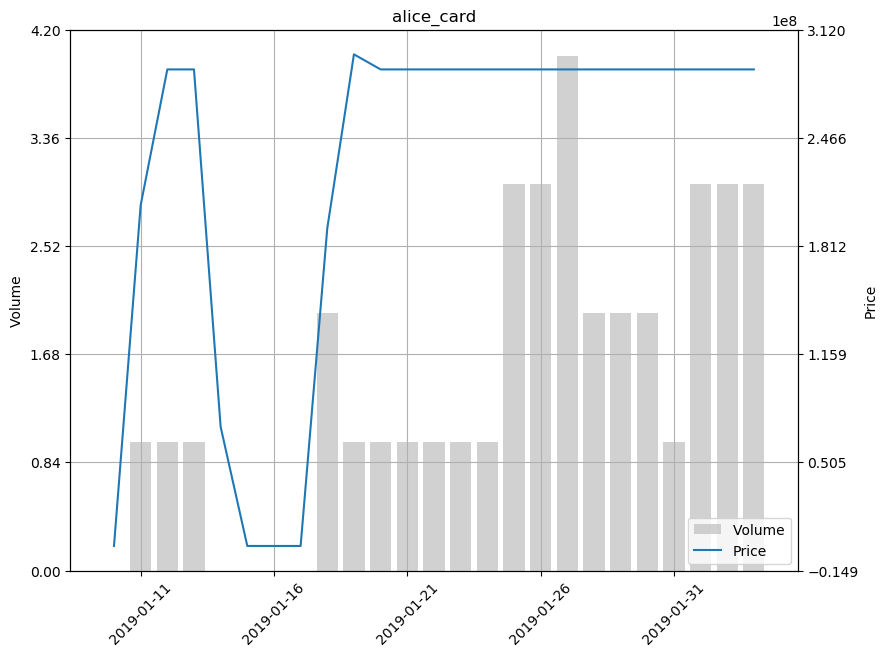 alice_card
1e8
4.20
3.36
2.52
1.68
0.84
0.00
Volume
3.120
2.466
1.812
1.159
0.505
−0.149
Price
Volume
Price
2019-01-11
2019-01-16
2019-01-21
2019-01-26
2019-01-31